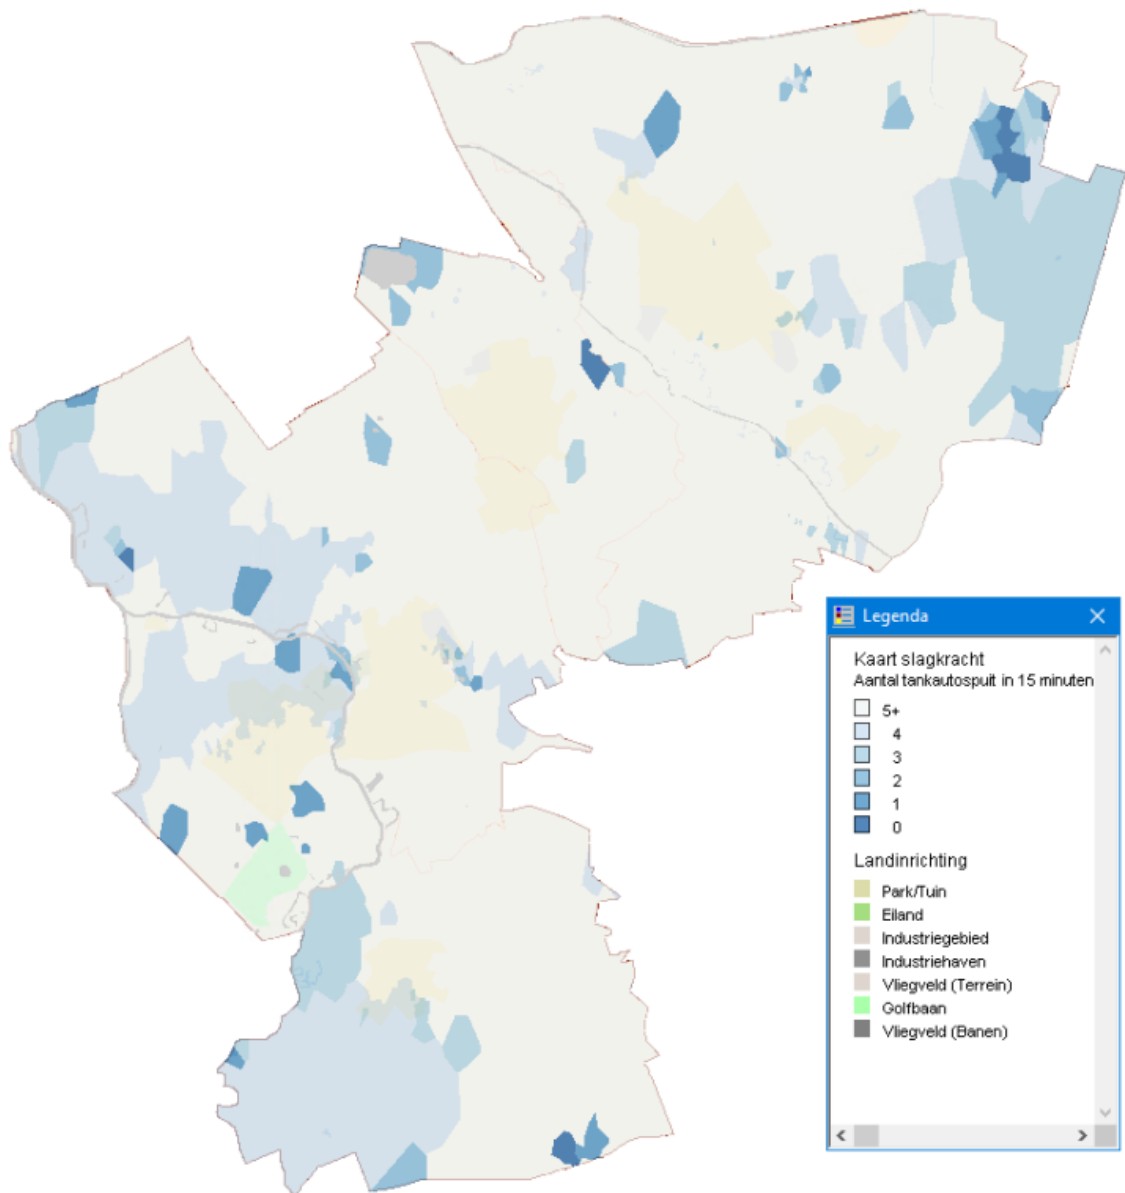 Legenda
Kaart slagkracht
Aantal tankautospuit in 15 minuten
5+
4
3
2
1
0
Landinrichting
Park/Tuin
Eiland
Industriegebied
Industriehaven
Vliegveld (Terrein)
Golfbaan
Vliegveld (Banen)